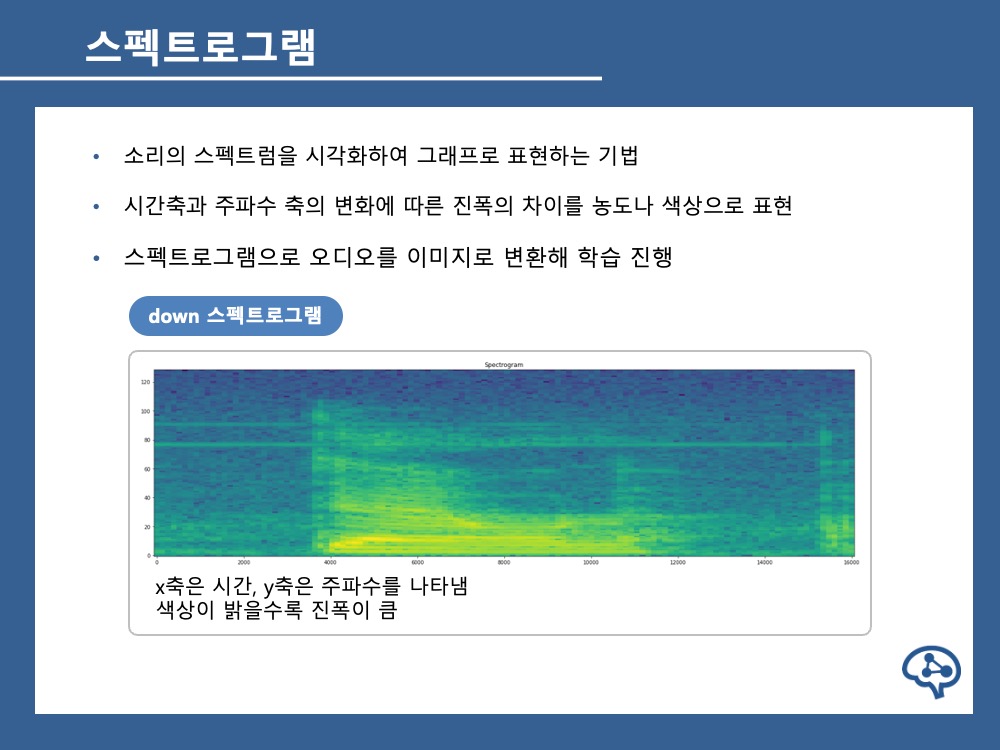 스펙트로그램
• 소리의 스펙트럼을 시각화하여 그래프로 표현하는 기법
• 시간축과 주파수 축의 변화에 따른 진폭의 차이를 농도나 색상으로 표현
• 스펙트로그램으로 오디오를 이미지로 변환해 학습 진행
down 스펙트로그램
Spectrogram
120
100
80
60
40
20
0
0 2000 4000 6000 8000 10000 12000 14000 16000
x축은 시간, y축은 주파수를 나타냄
색상이 밝을수록 진폭이 큼